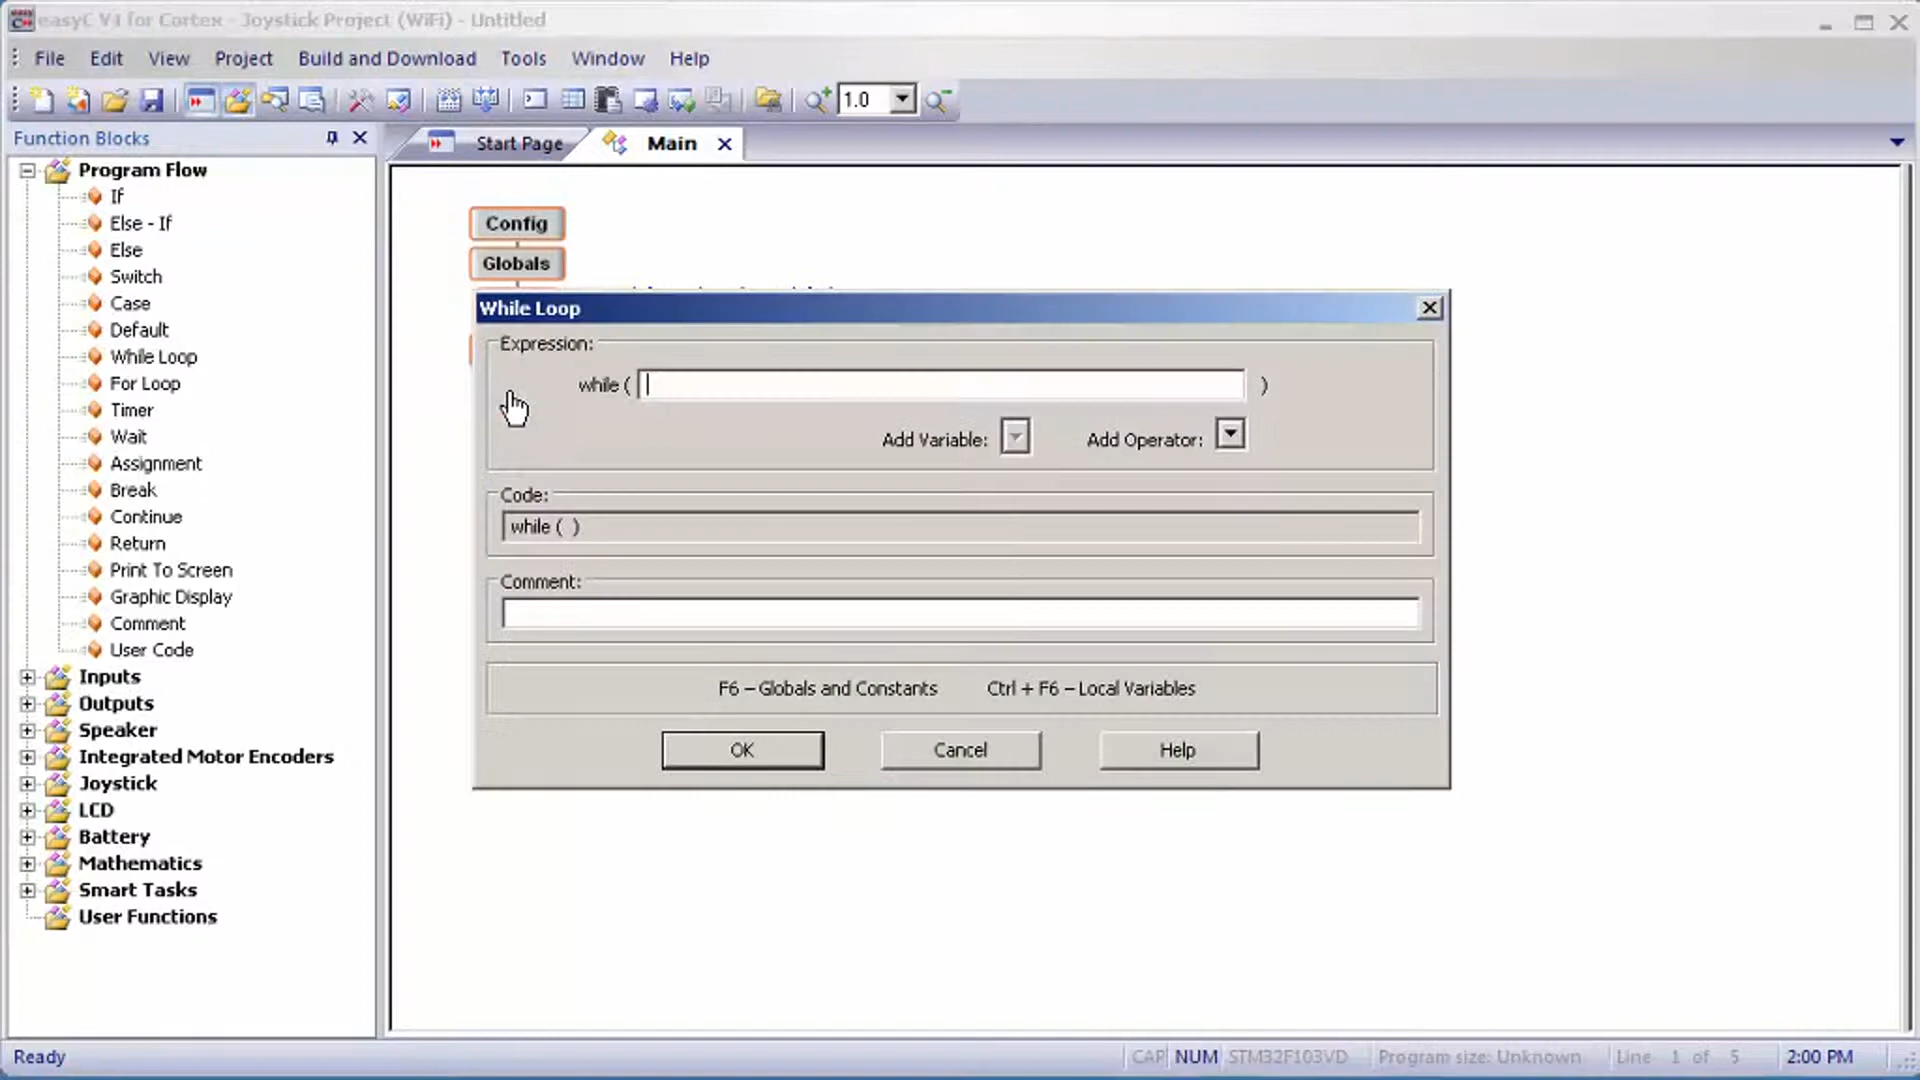 easyC V4 for Cortex - Joystick Project (WiFi) - Untitled
File Edit View Project Build and Download Tools Window Help
1.0
Function Blocks
Start Page
Main
Program Flow
If
Else - If
Else
Switch
Case
Default
While Loop
For Loop
Timer
Wait
Assignment
Break
Continue
Return
Print To Screen
Graphic Display
Comment
User Code
Inputs
Outputs
Speaker
Integrated Motor Encoders
Joystick
LCD
Battery
Mathematics
Smart Tasks
User Functions
Config
Globals
While Loop
Expression:
while ( )
Add Variable: Add Operator:
Code:
while ( )
Comment:
F6 – Globals and Constants Ctrl + F6 – Local Variables
OK Cancel Help
Ready CAP NUM STM32F103VD Program size: Unknown Line 1 of 5 2:00 PM